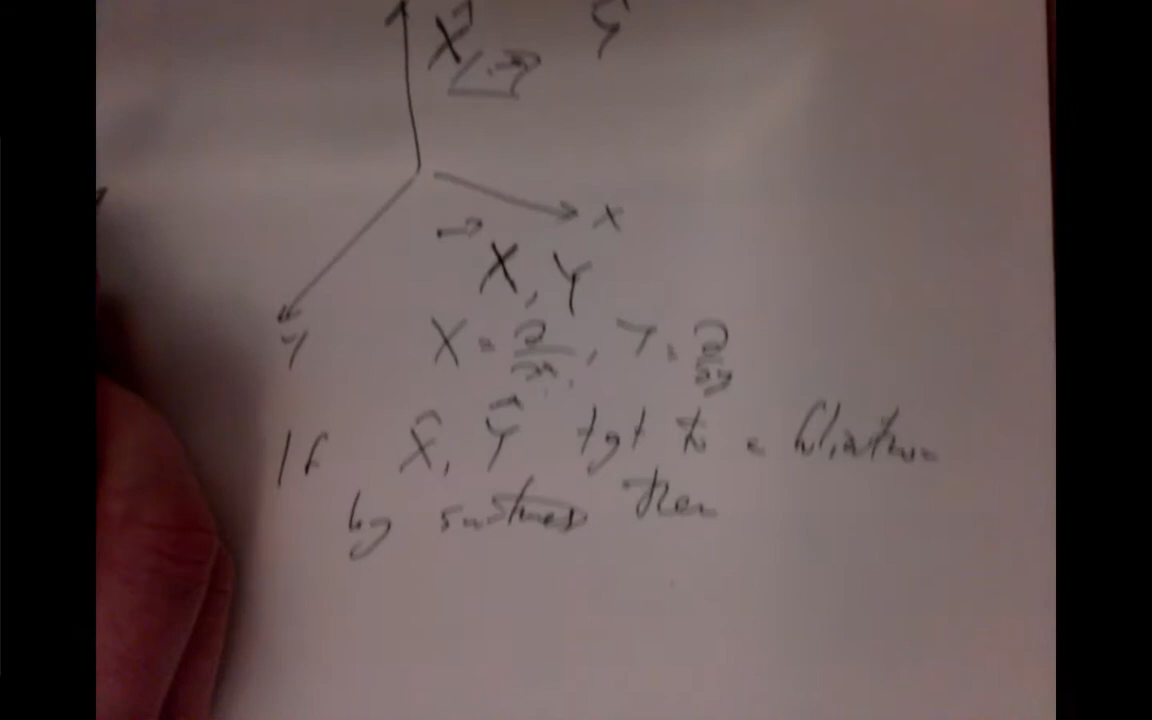 X
x
X, Y
y
X = ∂/∂x, Y = ∂/∂y
If X̂, Ŷ tgt to a foliation
by surfaces then